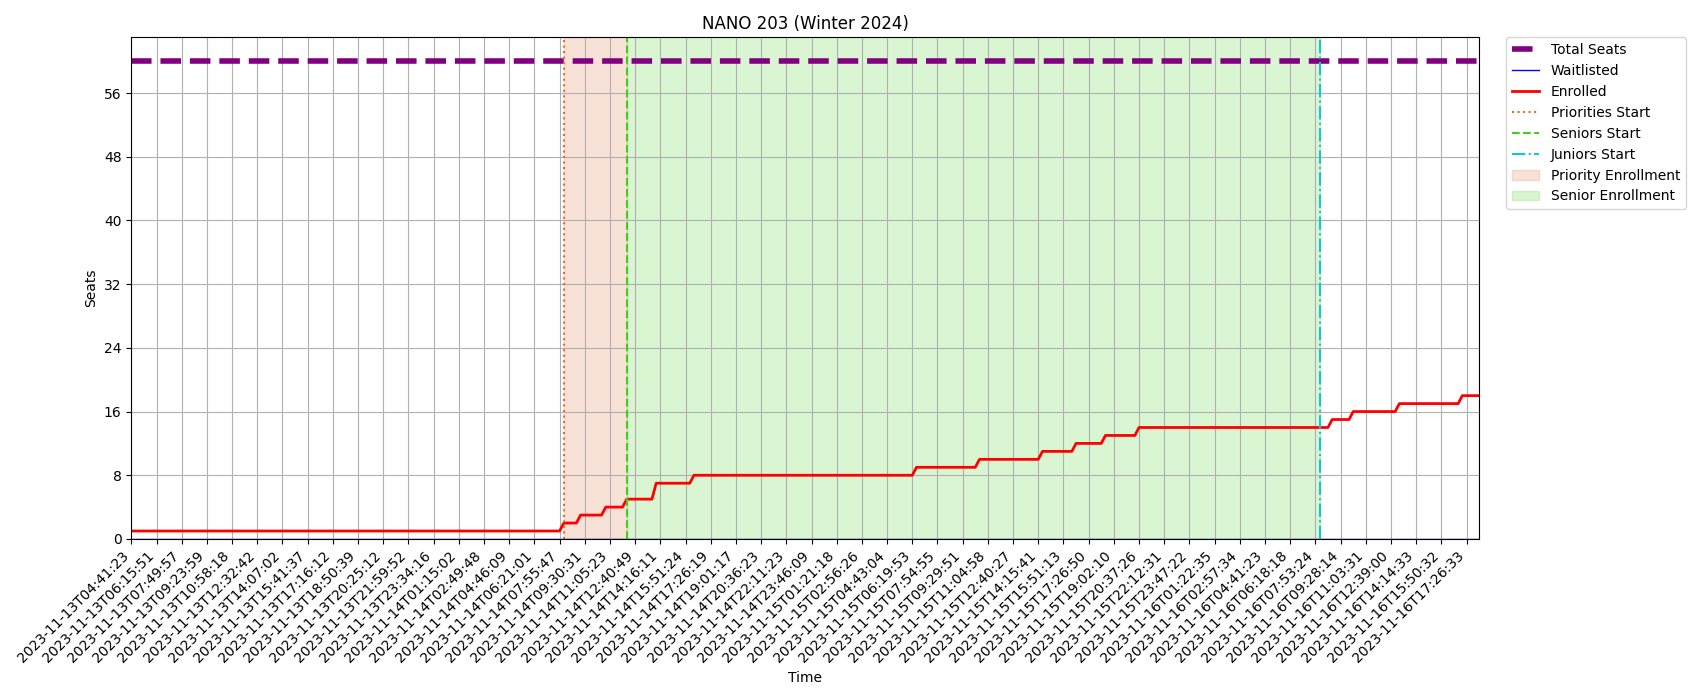 NANO 203 (Winter 2024)
Total Seats
Waitlisted
Enrolled
Priorities Start
Seniors Start
Juniors Start
Priority Enrollment
Senior Enrollment
Seats
56
48
40
32
24
16
8
0
2023-11-13T04:41:23
2023-11-13T06:15:51
2023-11-13T07:49:57
2023-11-13T09:23:59
2023-11-13T10:58:18
2023-11-13T12:32:42
2023-11-13T14:07:02
2023-11-13T15:41:37
2023-11-13T17:16:12
2023-11-13T18:50:39
2023-11-13T20:25:12
2023-11-13T21:59:52
2023-11-13T23:34:16
2023-11-14T01:15:02
2023-11-14T02:49:48
2023-11-14T04:46:09
2023-11-14T06:21:01
2023-11-14T07:55:47
2023-11-14T09:30:31
2023-11-14T11:05:23
2023-11-14T12:40:49
2023-11-14T14:16:11
2023-11-14T15:51:24
2023-11-14T17:26:19
2023-11-14T19:01:17
2023-11-14T20:36:23
2023-11-14T22:11:23
2023-11-14T23:46:09
2023-11-15T01:21:18
2023-11-15T02:56:26
2023-11-15T04:43:04
2023-11-15T06:19:53
2023-11-15T07:54:55
2023-11-15T09:29:51
2023-11-15T11:04:58
2023-11-15T12:40:27
2023-11-15T14:15:41
2023-11-15T15:51:13
2023-11-15T17:26:50
2023-11-15T19:02:10
2023-11-15T20:37:26
2023-11-15T22:12:31
2023-11-15T23:47:22
2023-11-16T01:22:35
2023-11-16T02:57:34
2023-11-16T04:41:23
2023-11-16T06:18:18
2023-11-16T07:53:24
2023-11-16T09:28:14
2023-11-16T11:03:31
2023-11-16T12:39:00
2023-11-16T14:14:33
2023-11-16T15:50:32
2023-11-16T17:26:33
Time